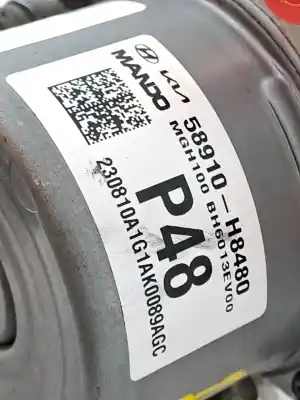 KIA
MANDO
58910-H8480
MGH100 BH6013EV00
P48
230810A1G1AK0089AGC